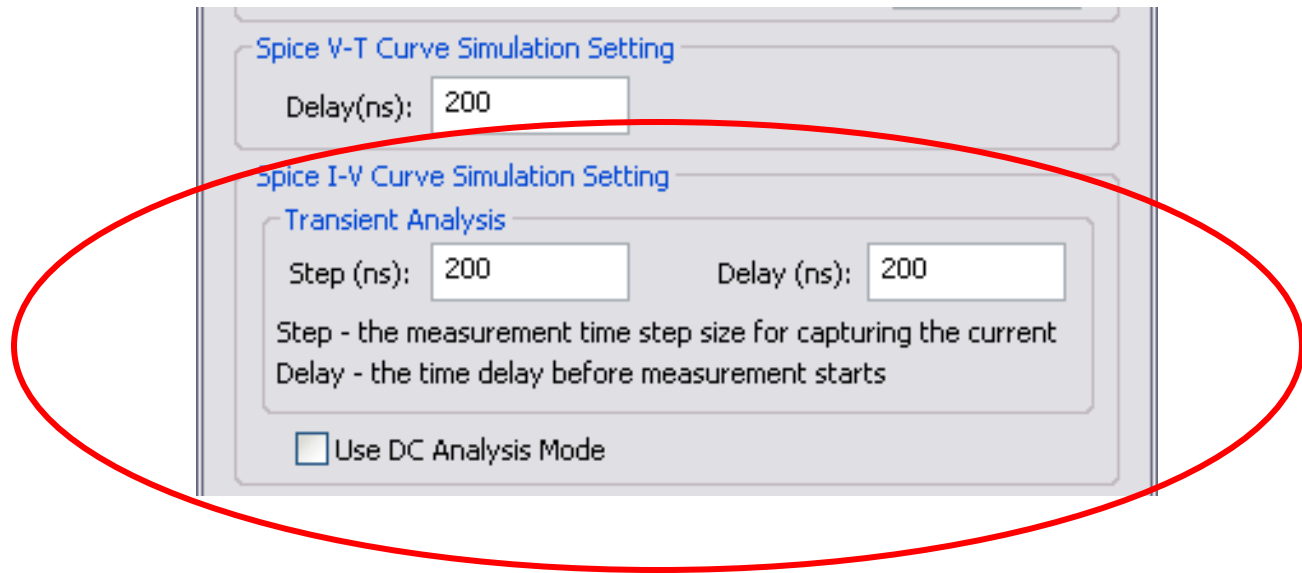 Spice V-T Curve Simulation Setting
Delay(ns): 200
Spice I-V Curve Simulation Setting
Transient Analysis
Step (ns): 200 Delay (ns): 200
Step - the measurement time step size for capturing the current
Delay - the time delay before measurement starts
Use DC Analysis Mode